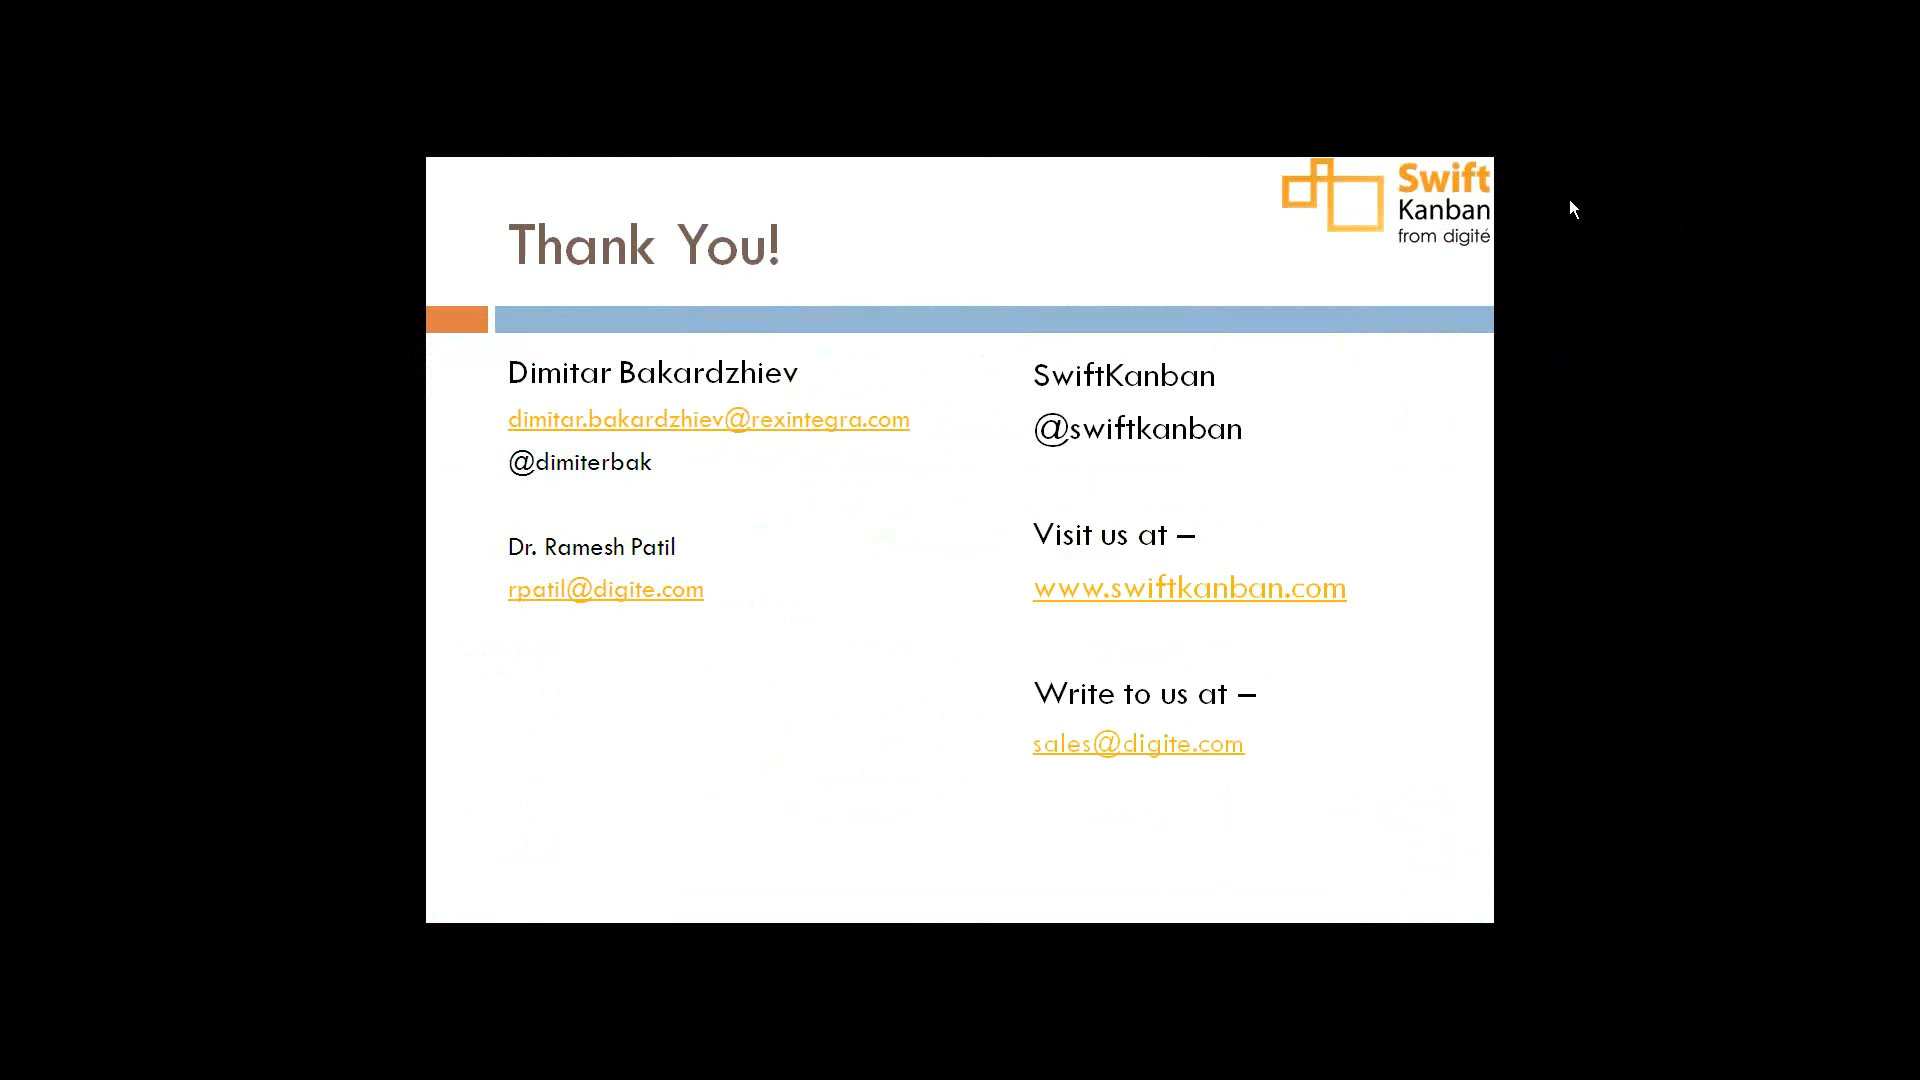 Swift
Kanban
from digité
Thank You!
Dimitar Bakardzhiev
dimitar.bakardzhiev@rexintegra.com
@dimiterbak
Dr. Ramesh Patil
rpatil@digite.com
SwiftKanban
@swiftkanban
Visit us at –
www.swiftkanban.com
Write to us at –
sales@digite.com